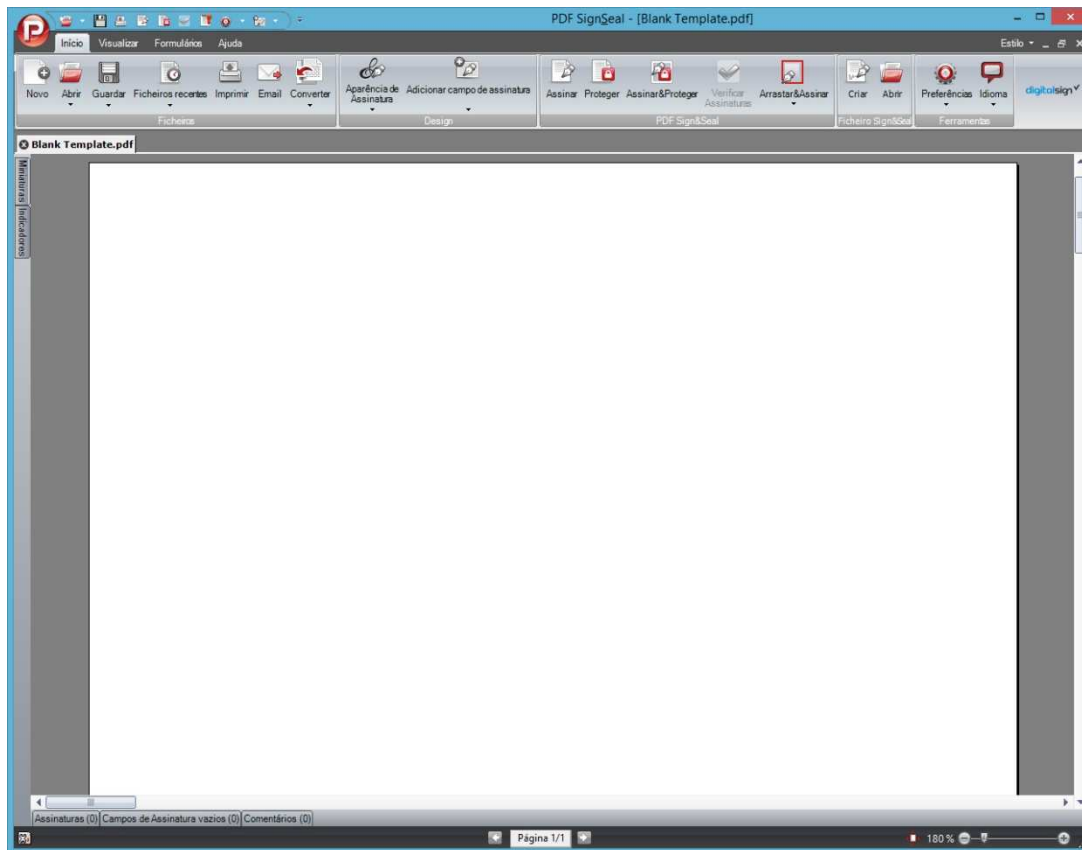 PDF SignSeal - [Blank Template.pdf]
Início Visualizar Formulários Ajuda Estilo
Novo Abrir Guardar Ficheiros recentes Imprimir Email Converter Aparência de Assinatura Adicionar campo de assinatura Assinar Proteger Assinar&Proteger Verificar Assinaturas Arrastar&Assinar Criar Abrir Preferências Idioma digitalsign
Ficheiros Design PDF Sign&Seal Ficheiro Sign&Seal Ferramentas
Blank Template.pdf
Miniaturas
Indicadores
Assinaturas (0) Campos de Assinatura vazios (0) Comentários (0)
Página 1/1 180 %